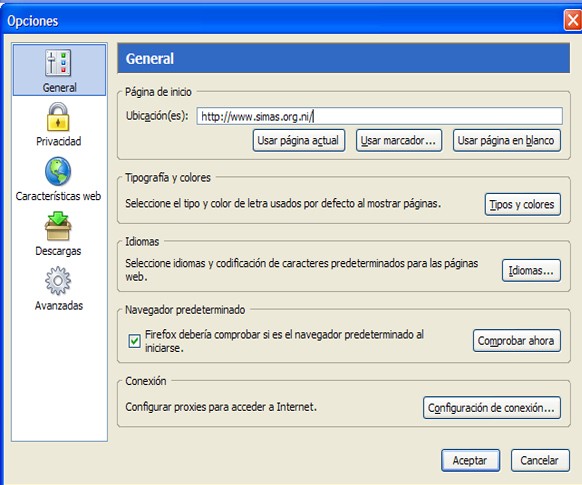 Opciones
General
Privacidad
Características web
Descargas
Avanzadas
General
Página de inicio
Ubicación(es): http://www.simas.org.ni/
Usar página actual Usar marcador... Usar página en blanco
Tipografía y colores
Seleccione el tipo y color de letra usados por defecto al mostrar páginas. Tipos y colores
Idiomas
Seleccione idiomas y codificación de caracteres predeterminados para las páginas
web.
Idiomas...
Navegador predeterminado
Firefox debería comprobar si es el navegador predeterminado al
iniciarse.
Comprobar ahora
Conexión
Configurar proxies para acceder a Internet. Configuración de conexión...
Aceptar Cancelar